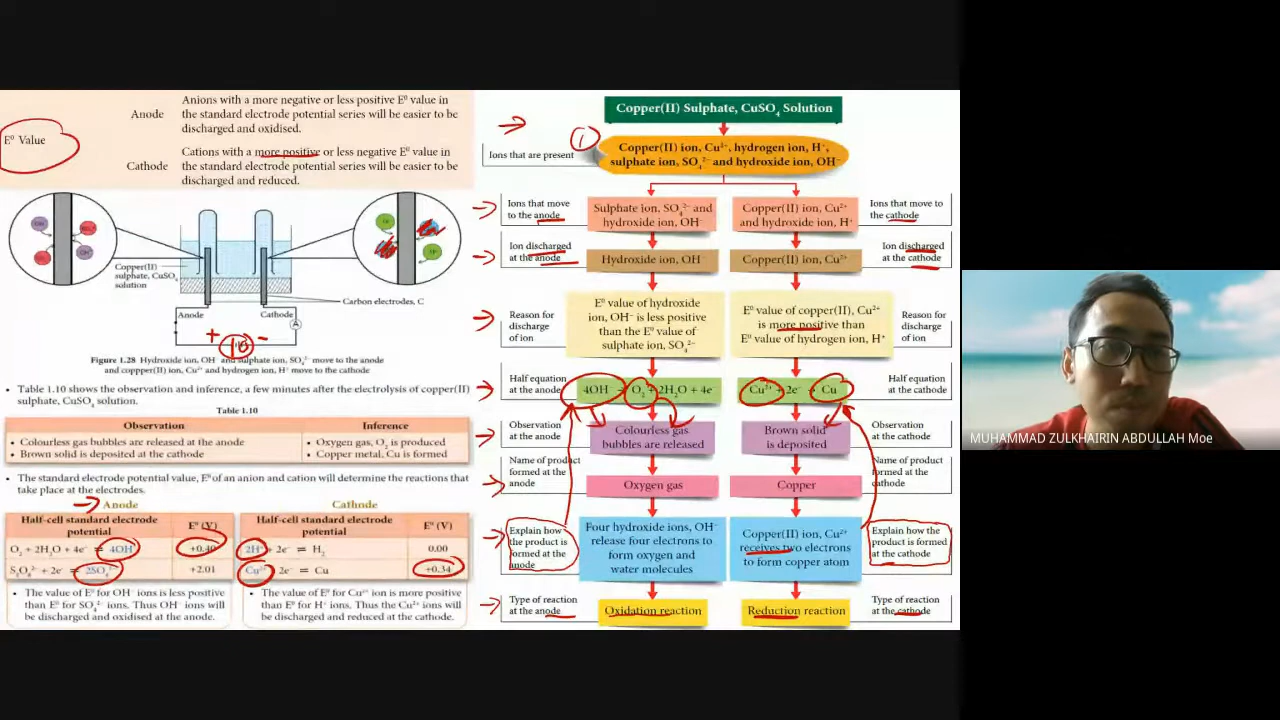 E⁰ Value
Anode
Anions with a more negative or less positive E⁰ value in
the standard electrode potential series will be easier to be
discharged and oxidised.
Cathode
Cations with a more positive or less negative E⁰ value in
the standard electrode potential series will be easier to be
discharged and reduced.
Copper(II)
sulphate, CuSO₄
solution
Carbon electrodes, C
Anode
Cathode
A
+
-
Figure 1.28 Hydroxide ion, OH⁻ and sulphate ion, SO₄²⁻ move to the anode
and coppper(II) ion, Cu²⁺ and hydrogen ion, H⁺ move to the cathode
• Table 1.10 shows the observation and inference, a few minutes after the electrolysis of copper(II)
sulphate, CuSO₄ solution.
Table 1.10
Observation
Inference
• Colourless gas bubbles are released at the anode
• Brown solid is deposited at the cathode
• Oxygen gas, O₂ is produced
• Copper metal, Cu is formed
• The standard electrode potential value, E⁰ of an anion and cation will determine the reactions that
take place at the electrodes.
Anode
Half-cell standard electrode
potential
E⁰ (V)
O₂ + 2H₂O + 4e⁻ ⇌ 4OH⁻
+0.40
S₂O₈²⁻ + 2e⁻ ⇌ 2SO₄²⁻
+2.01
• The value of E⁰ for OH⁻ ions is less positive
than E⁰ for SO₄²⁻ ions. Thus OH⁻ ions will
be discharged and oxidised at the anode.
Cathode
Half-cell standard electrode
potential
E⁰ (V)
2H⁺ + 2e⁻ ⇌ H₂
0.00
Cu²⁺ + 2e⁻ ⇌ Cu
+0.34
• The value of E⁰ for Cu²⁺ ion is more positive
than E⁰ for H⁺ ions. Thus the Cu²⁺ ions will
be discharged and reduced at the cathode.
Copper(II) Sulphate, CuSO₄ Solution
Ions that are present
Copper(II) ion, Cu²⁺, hydrogen ion, H⁺,
sulphate ion, SO₄²⁻ and hydroxide ion, OH⁻
Ions that move
to the anode
Sulphate ion, SO₄²⁻ and
hydroxide ion, OH⁻
Copper(II) ion, Cu²⁺
and hydroxide ion, H⁺
Ions that move to
the cathode
Ion discharged
at the anode
Hydroxide ion, OH⁻
Copper(II) ion, Cu²⁺
Ion discharged
at the cathode
Reason for
discharge
of ion
E⁰ value of hydroxide
ion, OH⁻ is less positive
than the E⁰ value of
sulphate ion, SO₄²⁻
E⁰ value of copper(II), Cu²⁺
is more positive than
E⁰ value of hydrogen ion, H⁺
Reason for
discharge
of ion
Half equation
at the anode
4OH⁻ → O₂ + 2H₂O + 4e⁻
Cu²⁺ + 2e⁻ → Cu
Half equation
at the cathode
Observation
at the anode
Colourless gas
bubbles are released
Brown solid
is deposited
Observation
at the cathode
Name of product
formed at the
anode
Oxygen gas
Copper
Name of product
formed at the
cathode
Explain how
the product is
formed at the
anode
Four hydroxide ions, OH⁻
release four electrons to
form oxygen and
water molecules
Copper(II) ion, Cu²⁺
receives two electrons
to form copper atom
Explain how the
product is formed
at the cathode
Type of reaction
at the anode
Oxidation reaction
Reduction reaction
Type of reaction
at the cathode
MUHAMMAD ZULKHAIRIN ABDULLAH Moe